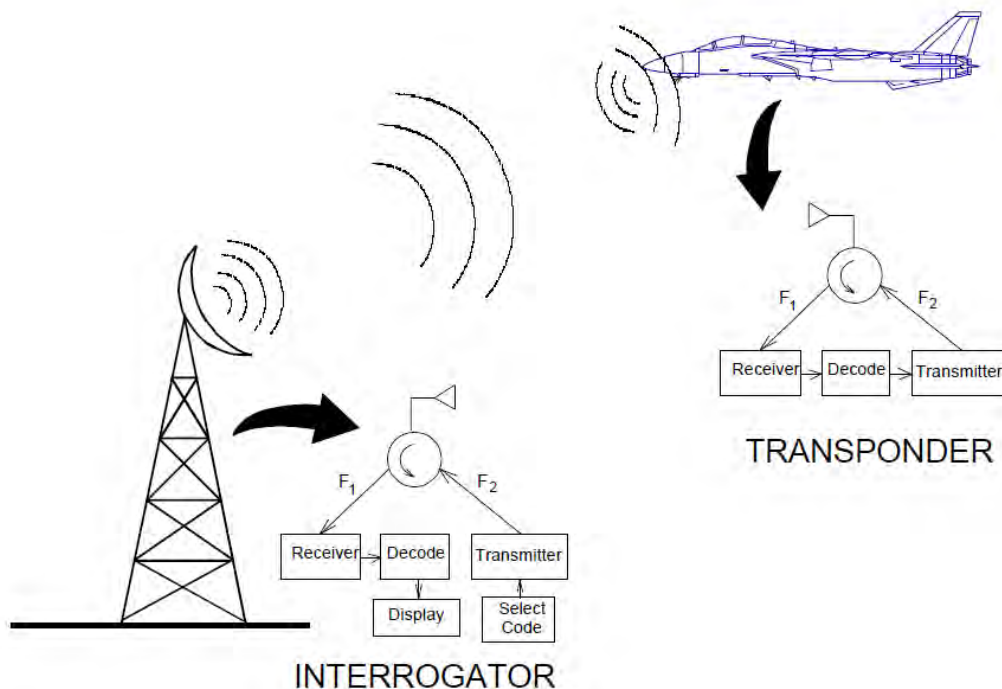 F1
F2
Receiver
Decode
Transmitter
TRANSPONDER
F1
F2
Receiver
Decode
Transmitter
Display
Select
Code
INTERROGATOR